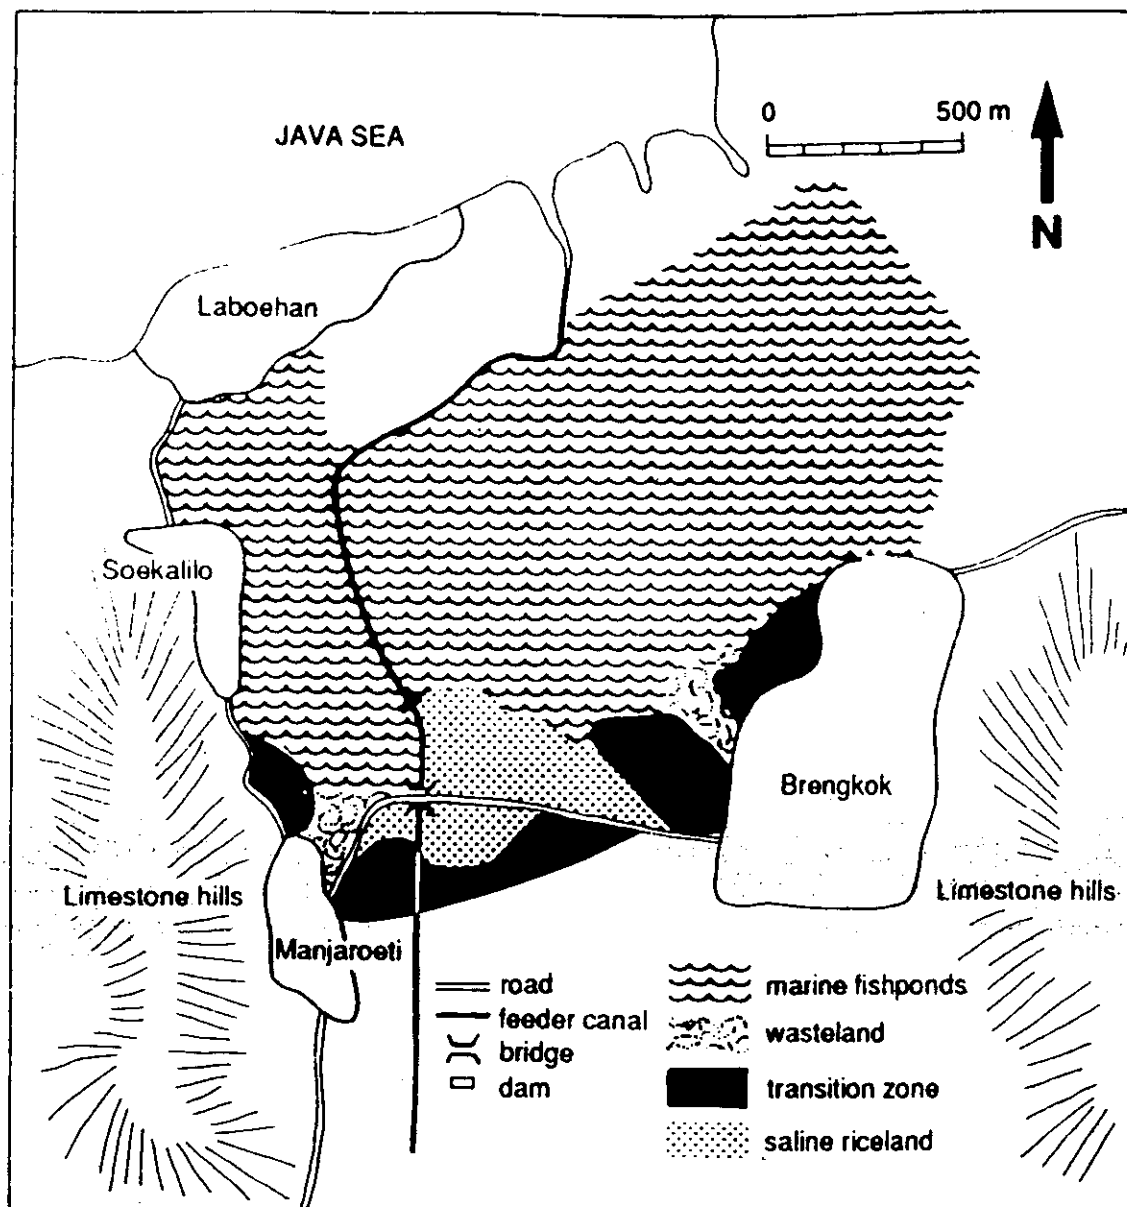 JAVA SEA
0 500 m
N
Laboehan
Soekalilo
Brengkok
Limestone hills
Limestone hills
Manjaroeti
road
feeder canal
bridge
dam
marine fishponds
wasteland
transition zone
saline riceland